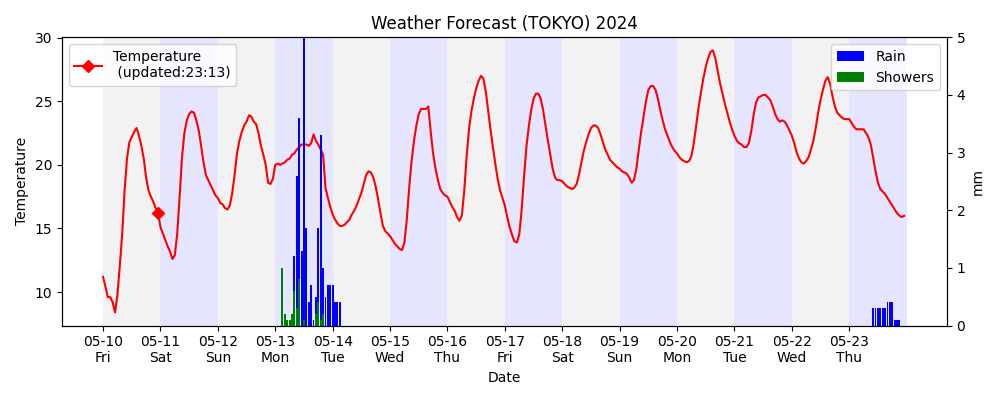 Weather Forecast (TOKYO) 2024
Temperature
(updated:23:13)
Rain
Showers
30
25
20
15
10
Temperature
5
4
3
2
1
0
mm
05-10 05-11 05-12 05-13 05-14 05-15 05-16 05-17 05-18 05-19 05-20 05-21 05-22 05-23
Fri Sat Sun Mon Tue Wed Thu Fri Sat Sun Mon Tue Wed Thu
Date